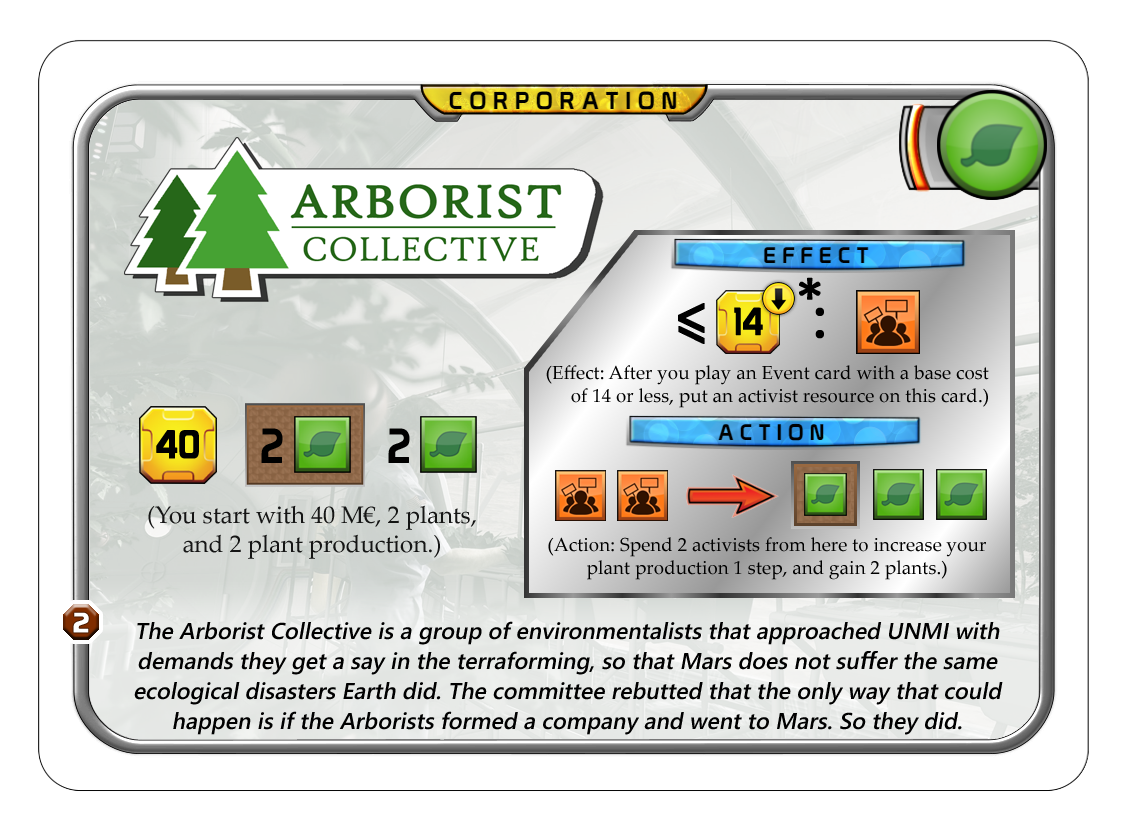 CORPORATION
ARBORIST
COLLECTIVE
EFFECT
≤ 14 * :
(Effect: After you play an Event card with a base cost
of 14 or less, put an activist resource on this card.)
ACTION
40 2 2
(You start with 40 M€, 2 plants,
and 2 plant production.)
(Action: Spend 2 activists from here to increase your
plant production 1 step, and gain 2 plants.)
2
The Arborist Collective is a group of environmentalists that approached UNMI with
demands they get a say in the terraforming, so that Mars does not suffer the same
ecological disasters Earth did. The committee rebutted that the only way that could
happen is if the Arborists formed a company and went to Mars. So they did.